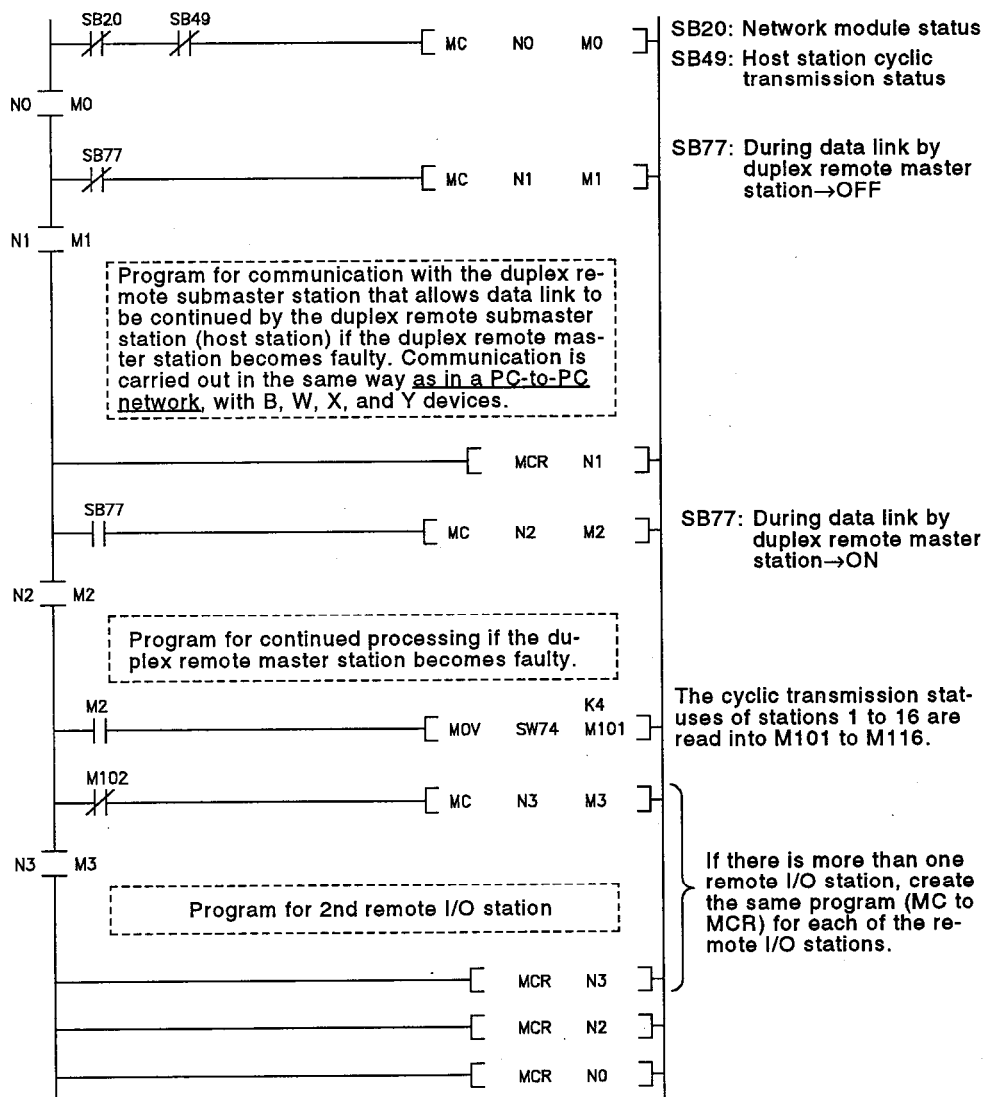 SB20 SB49
MC N0 M0
SB20: Network module status
SB49: Host station cyclic
transmission status
N0 M0
SB77
MC N1 M1
SB77: During data link by
duplex remote master
station→OFF
N1 M1
Program for communication with the duplex re-
mote submaster station that allows data link to
be continued by the duplex remote submaster
station (host station) if the duplex remote mas-
ter station becomes faulty. Communication is
carried out in the same way as in a PC-to-PC
network, with B, W, X, and Y devices.
MCR N1
SB77
MC N2 M2
SB77: During data link by
duplex remote master
station→ON
N2 M2
Program for continued processing if the du-
plex remote master station becomes faulty.
M2
K4
MOV SW74 M101
The cyclic transmission stat-
uses of stations 1 to 16 are
read into M101 to M116.
M102
MC N3 M3
N3 M3
Program for 2nd remote I/O station
If there is more than one
remote I/O station, create
the same program (MC to
MCR) for each of the re-
mote I/O stations.
MCR N3
MCR N2
MCR N0